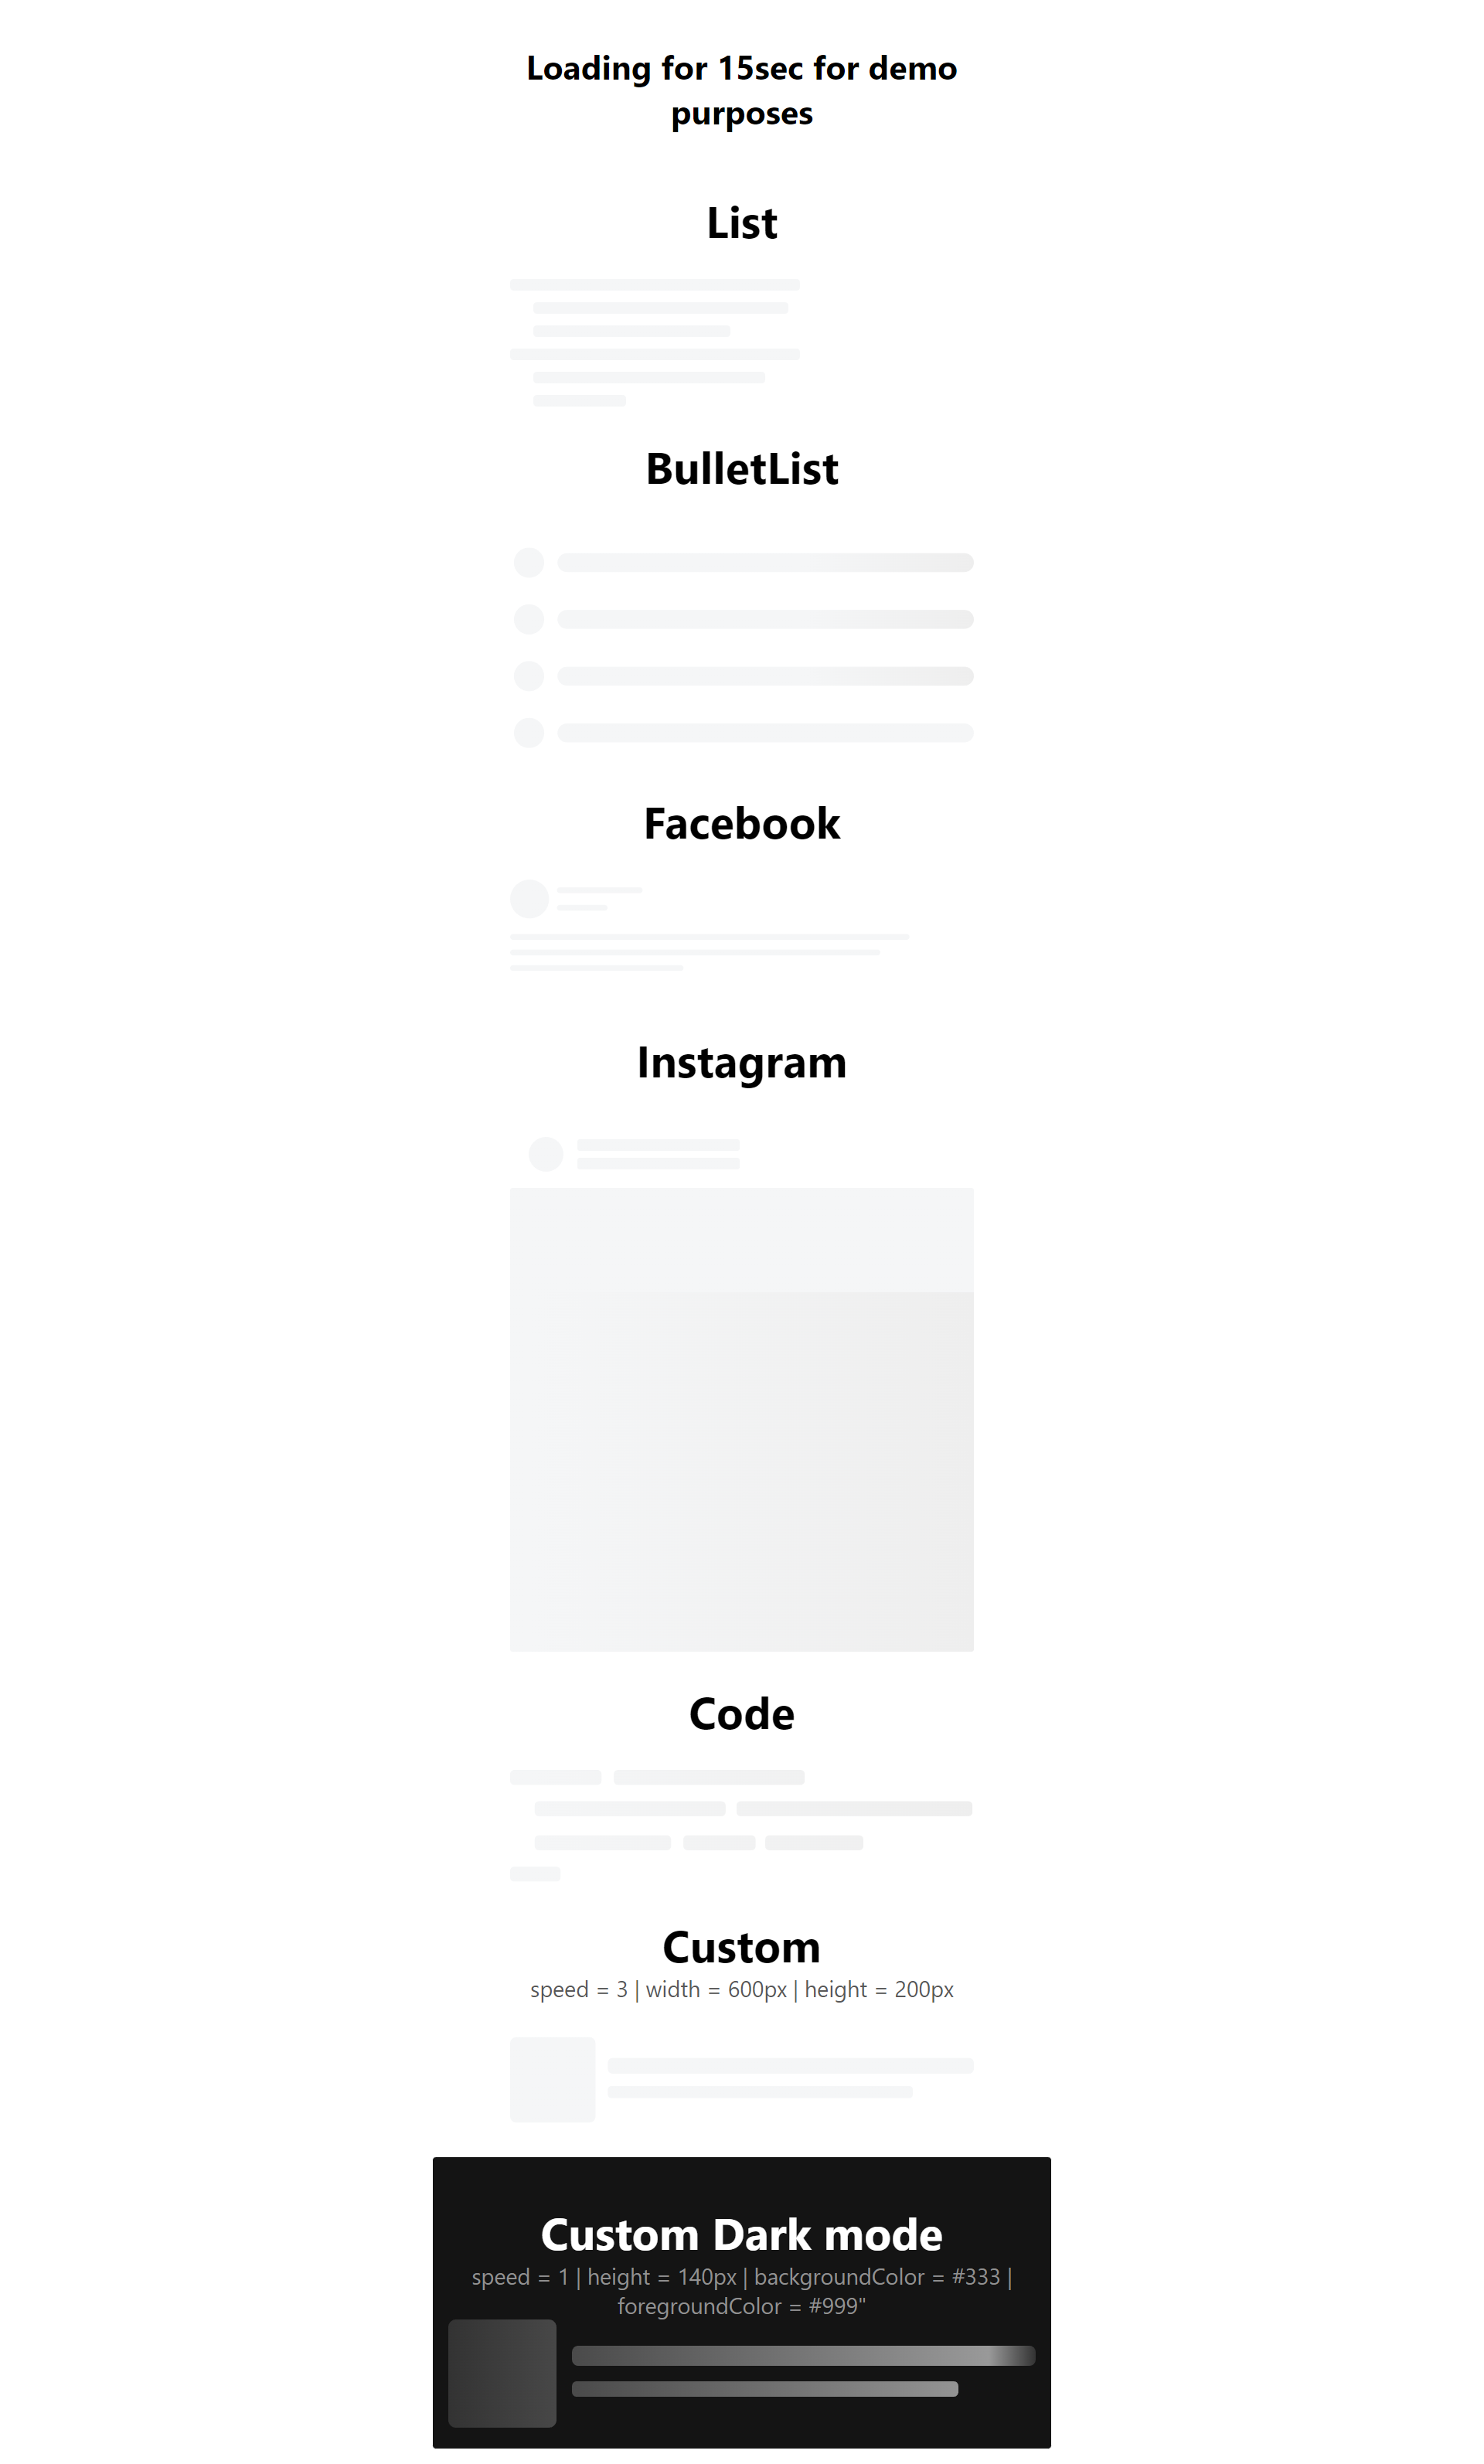 Loading for 15sec for demo
purposes
List
BulletList
Facebook
Instagram
Code
Custom
speed = 3 | width = 600px | height = 200px
Custom Dark mode
speed = 1 | height = 140px | backgroundColor = #333 |
foregroundColor = #999"